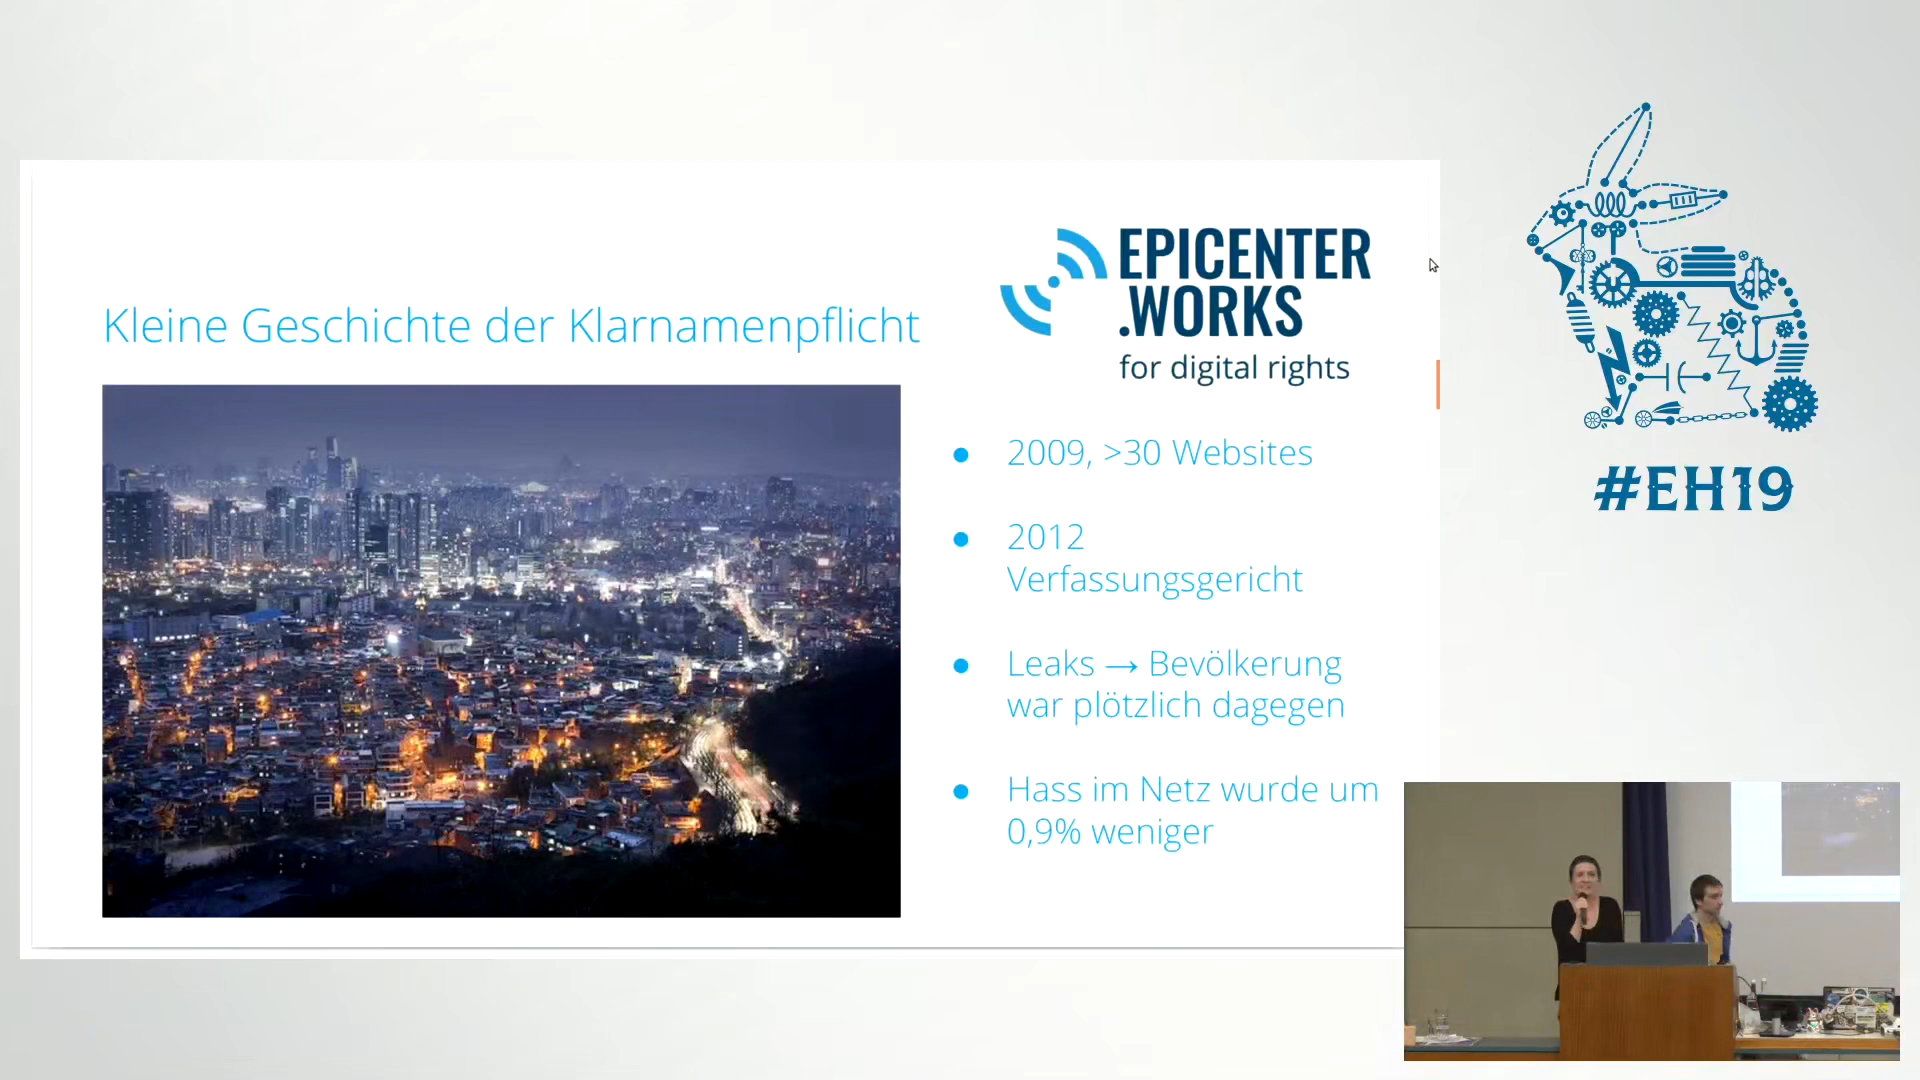 EPICENTER
.WORKS
for digital rights
Kleine Geschichte der Klarnamenpflicht
2009, >30 Websites
2012
Verfassungsgericht
Leaks → Bevölkerung
war plötzlich dagegen
Hass im Netz wurde um
0,9% weniger
#EH19